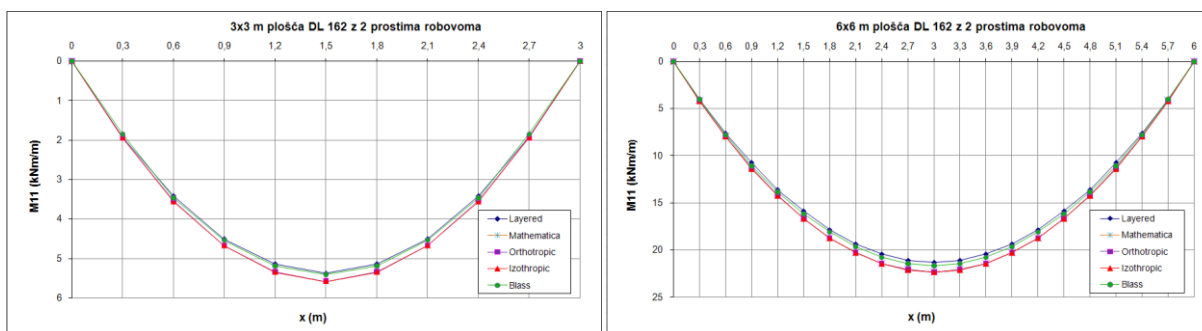 3x3 m plošča DL 162 z 2 prostima robovoma
0 0,3 0,6 0,9 1,2 1,5 1,8 2,1 2,4 2,7 3
0
1
2
3
4
5
6
M11 (kNm/m)
Layered
Mathematica
Orthotropic
Izothropic
Blass
x (m)
6x6 m plošča DL 162 z 2 prostima robovoma
0 0,3 0,6 0,9 1,2 1,5 1,8 2,1 2,4 2,7 3 3,3 3,6 3,9 4,2 4,5 4,8 5,1 5,4 5,7 6
0
5
10
15
20
25
M11 (kNm/m)
Layered
Mathematica
Orthotropic
Izothropic
Blass
x (m)